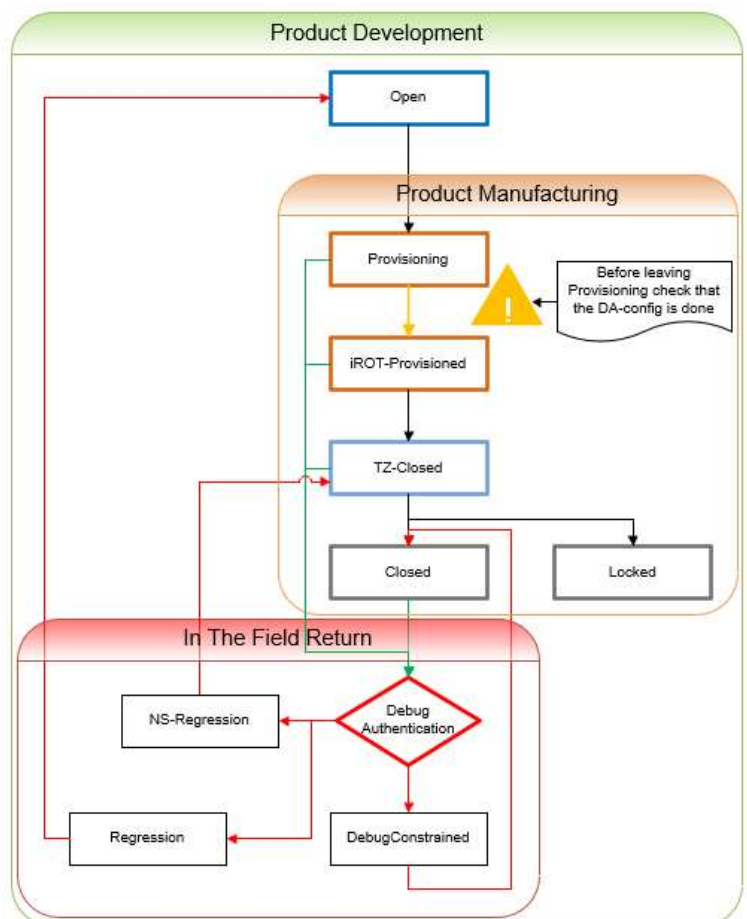 Product Development
Open
Product Manufacturing
Provisioning
Before leaving
Provisioning check that
the DA-config is done
!
iROT-Provisioned
TZ-Closed
Closed
Locked
In The Field Return
Debug
Authentication
NS-Regression
Regression
DebugConstrained